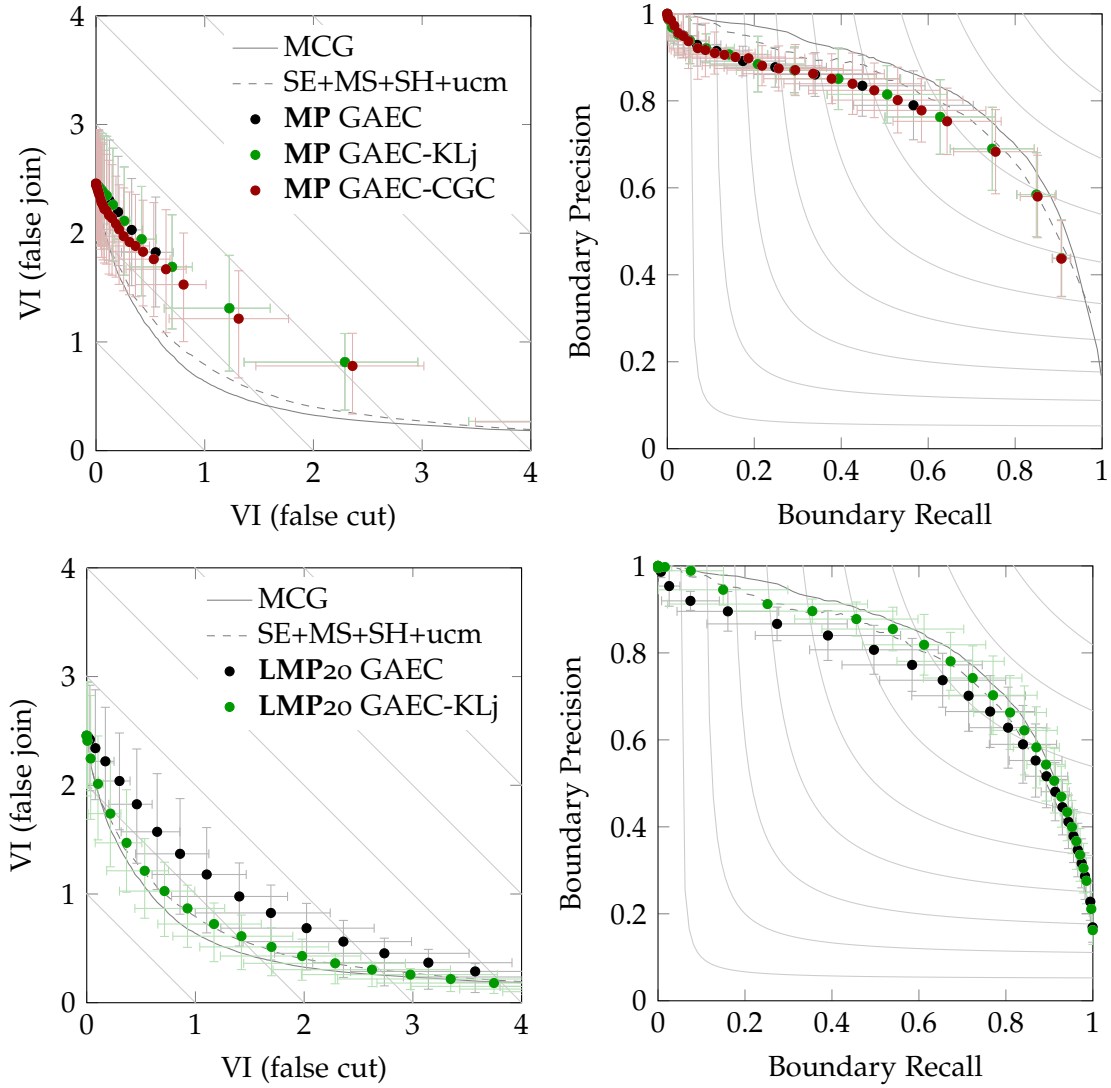 4
3
2
1
0
0
1
2
3
4
VI (false join)
VI (false cut)
MCG
SE+MS+SH+ucm
MP GAEC
MP GAEC-KLj
MP GAEC-CGC
1
0.8
0.6
0.4
0.2
0
0
0.2
0.4
0.6
0.8
1
Boundary Precision
Boundary Recall
4
3
2
1
0
0
1
2
3
4
VI (false join)
VI (false cut)
MCG
SE+MS+SH+ucm
LMP20 GAEC
LMP20 GAEC-KLj
1
0.8
0.6
0.4
0.2
0
0
0.2
0.4
0.6
0.8
1
Boundary Precision
Boundary Recall